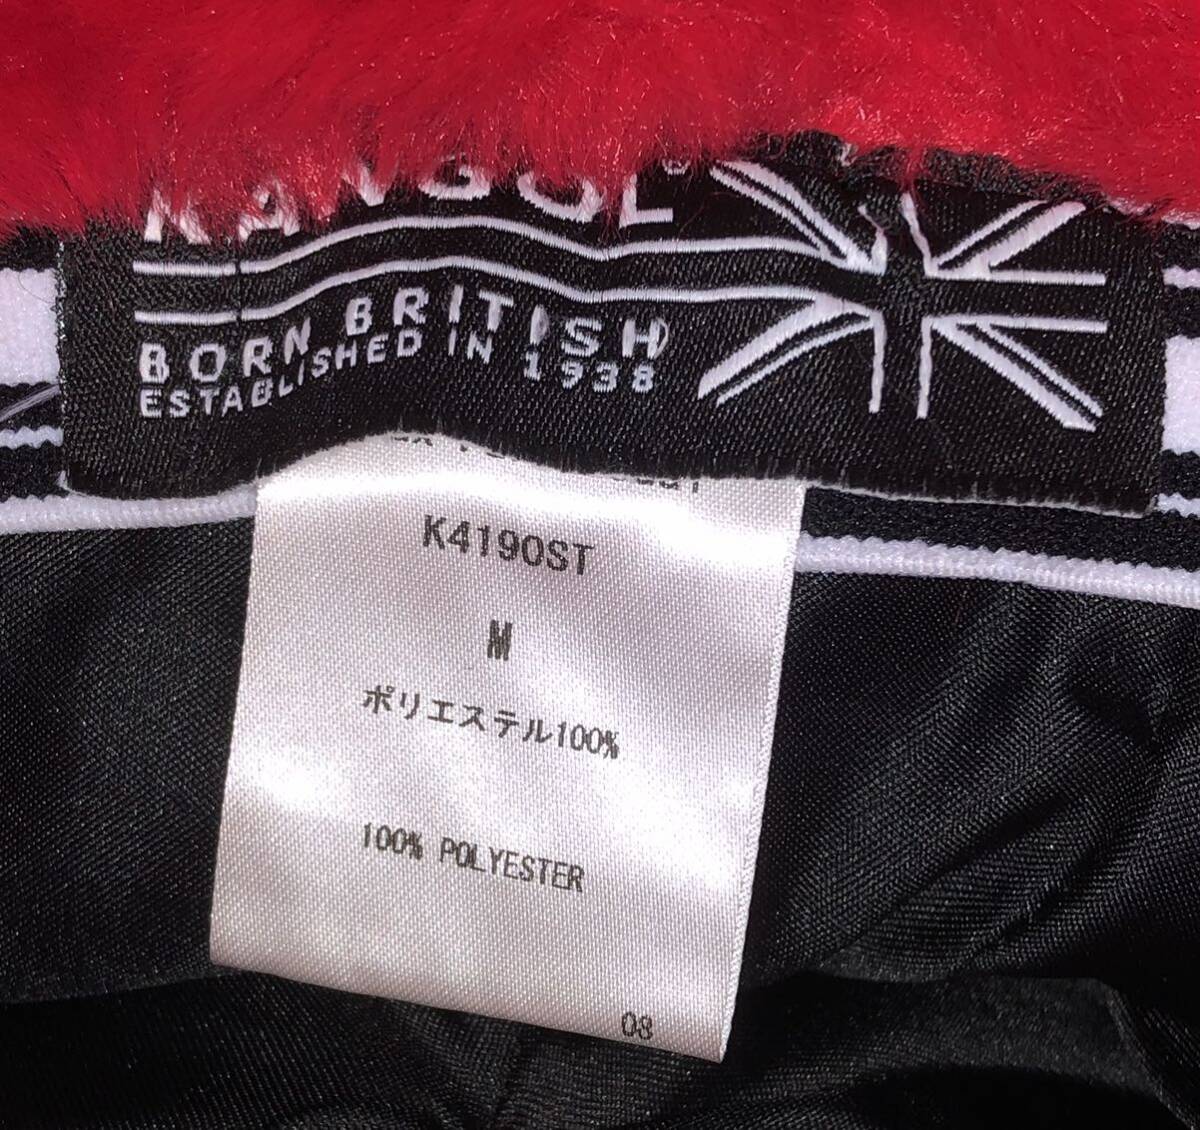 KANGOL®
BORN BRITISH
ESTABLISHED IN 1938
K4190ST
M
ポリエステル100%
100% POLYESTER
08